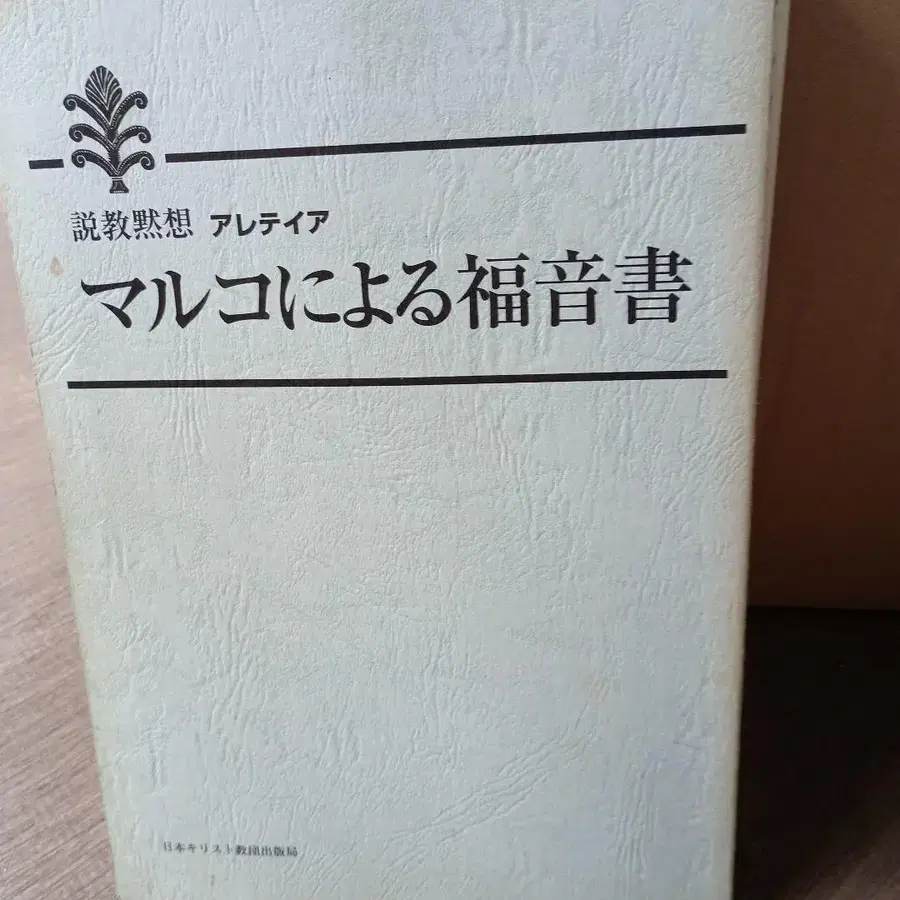 説教黙想 アレテイア
マルコによる福音書
日本キリスト教団出版局